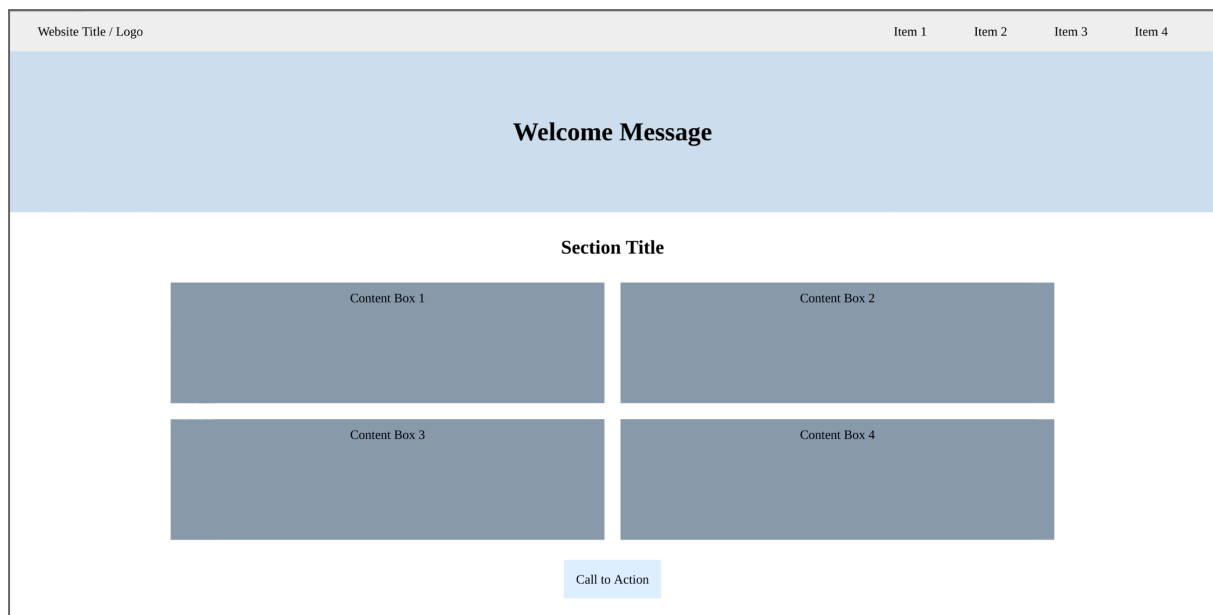 Website Title / Logo Item 1 Item 2 Item 3 Item 4
Welcome Message
Section Title
Content Box 1 Content Box 2
Content Box 3 Content Box 4
Call to Action